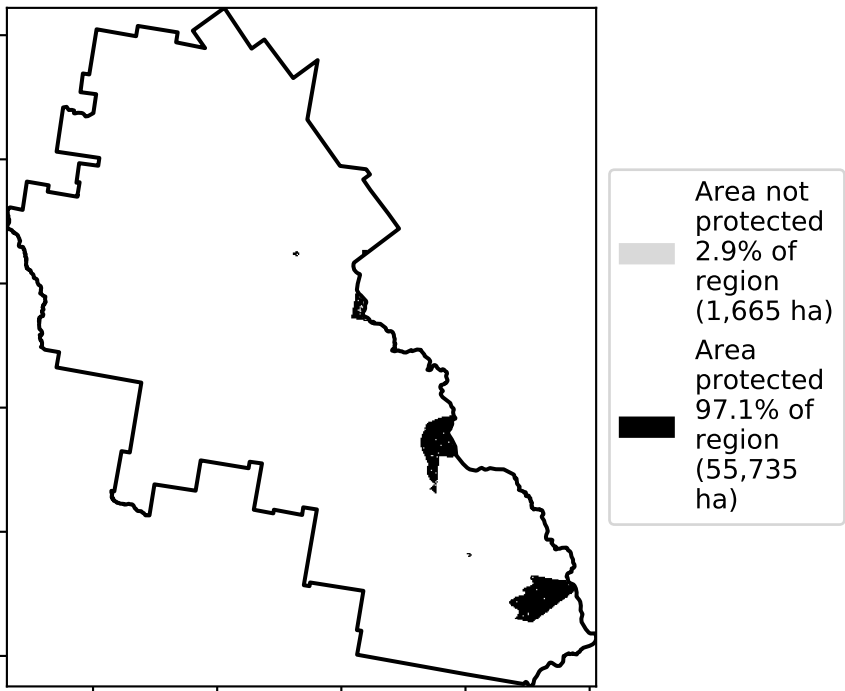 Area not
protected
2.9% of
region
(1,665 ha)
Area
protected
97.1% of
region
(55,735
ha)